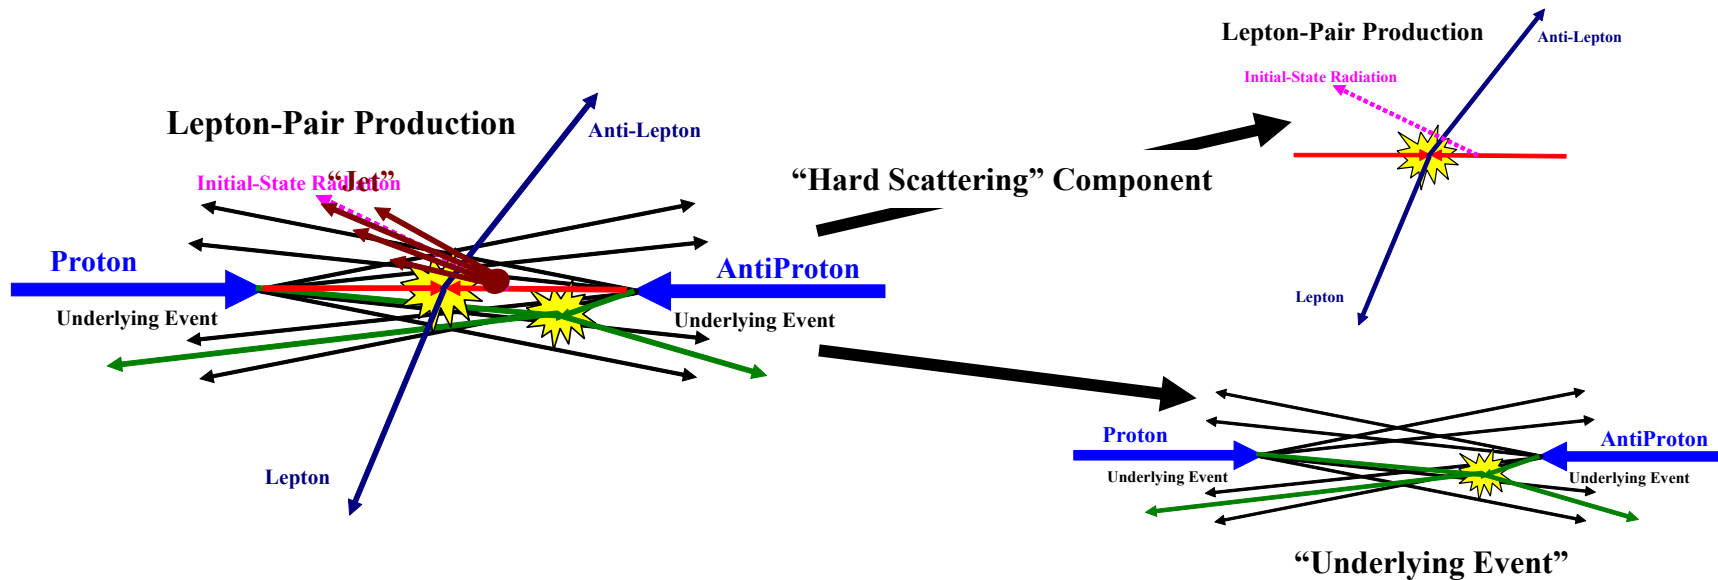 Lepton-Pair Production
Anti-Lepton
Initial-State Radiation
“Jet”
Proton
AntiProton
Underlying Event
Underlying Event
Lepton
“Hard Scattering” Component
Lepton-Pair Production
Anti-Lepton
Initial-State Radiation
Lepton
Proton
AntiProton
Underlying Event
Underlying Event
“Underlying Event”